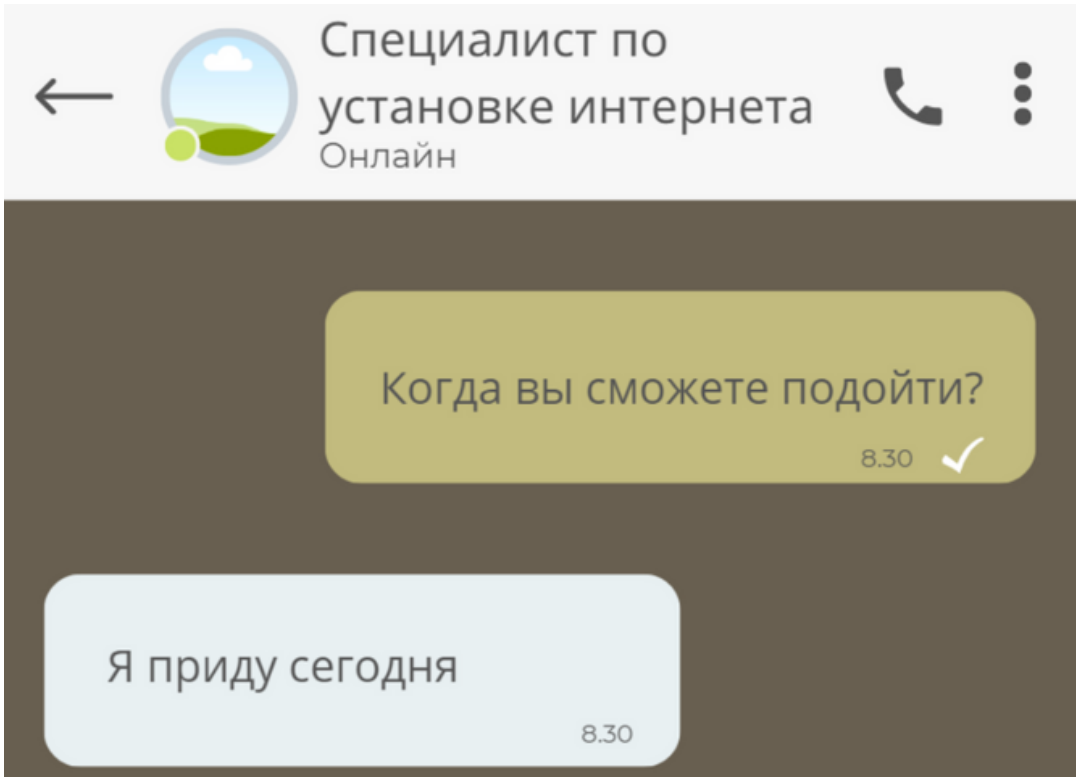 Специалист по
установке интернета
Онлайн
Когда вы сможете подойти?
8.30
Я приду сегодня
8.30